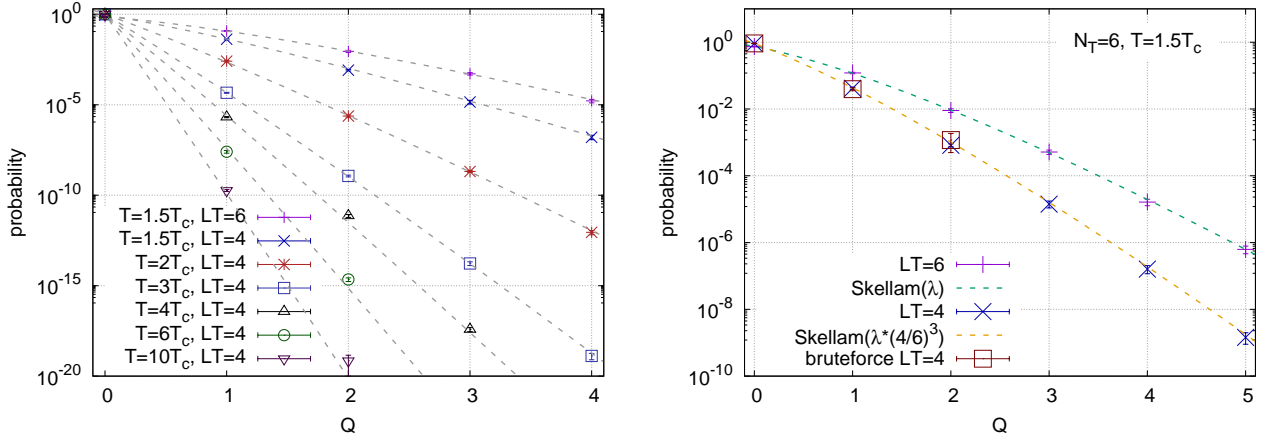 10^0
10^-5
10^-10
10^-15
10^-20
probability
0 1 2 3 4
Q
T=1.5T_c, LT=6
T=1.5T_c, LT=4
T=2T_c, LT=4
T=3T_c, LT=4
T=4T_c, LT=4
T=6T_c, LT=4
T=10T_c, LT=4
10^0
10^-2
10^-4
10^-6
10^-8
10^-10
probability
0 1 2 3 4 5
Q
N_T=6, T=1.5T_c
LT=6
Skellam(λ)
LT=4
Skellam(λ*(4/6)^3)
bruteforce LT=4